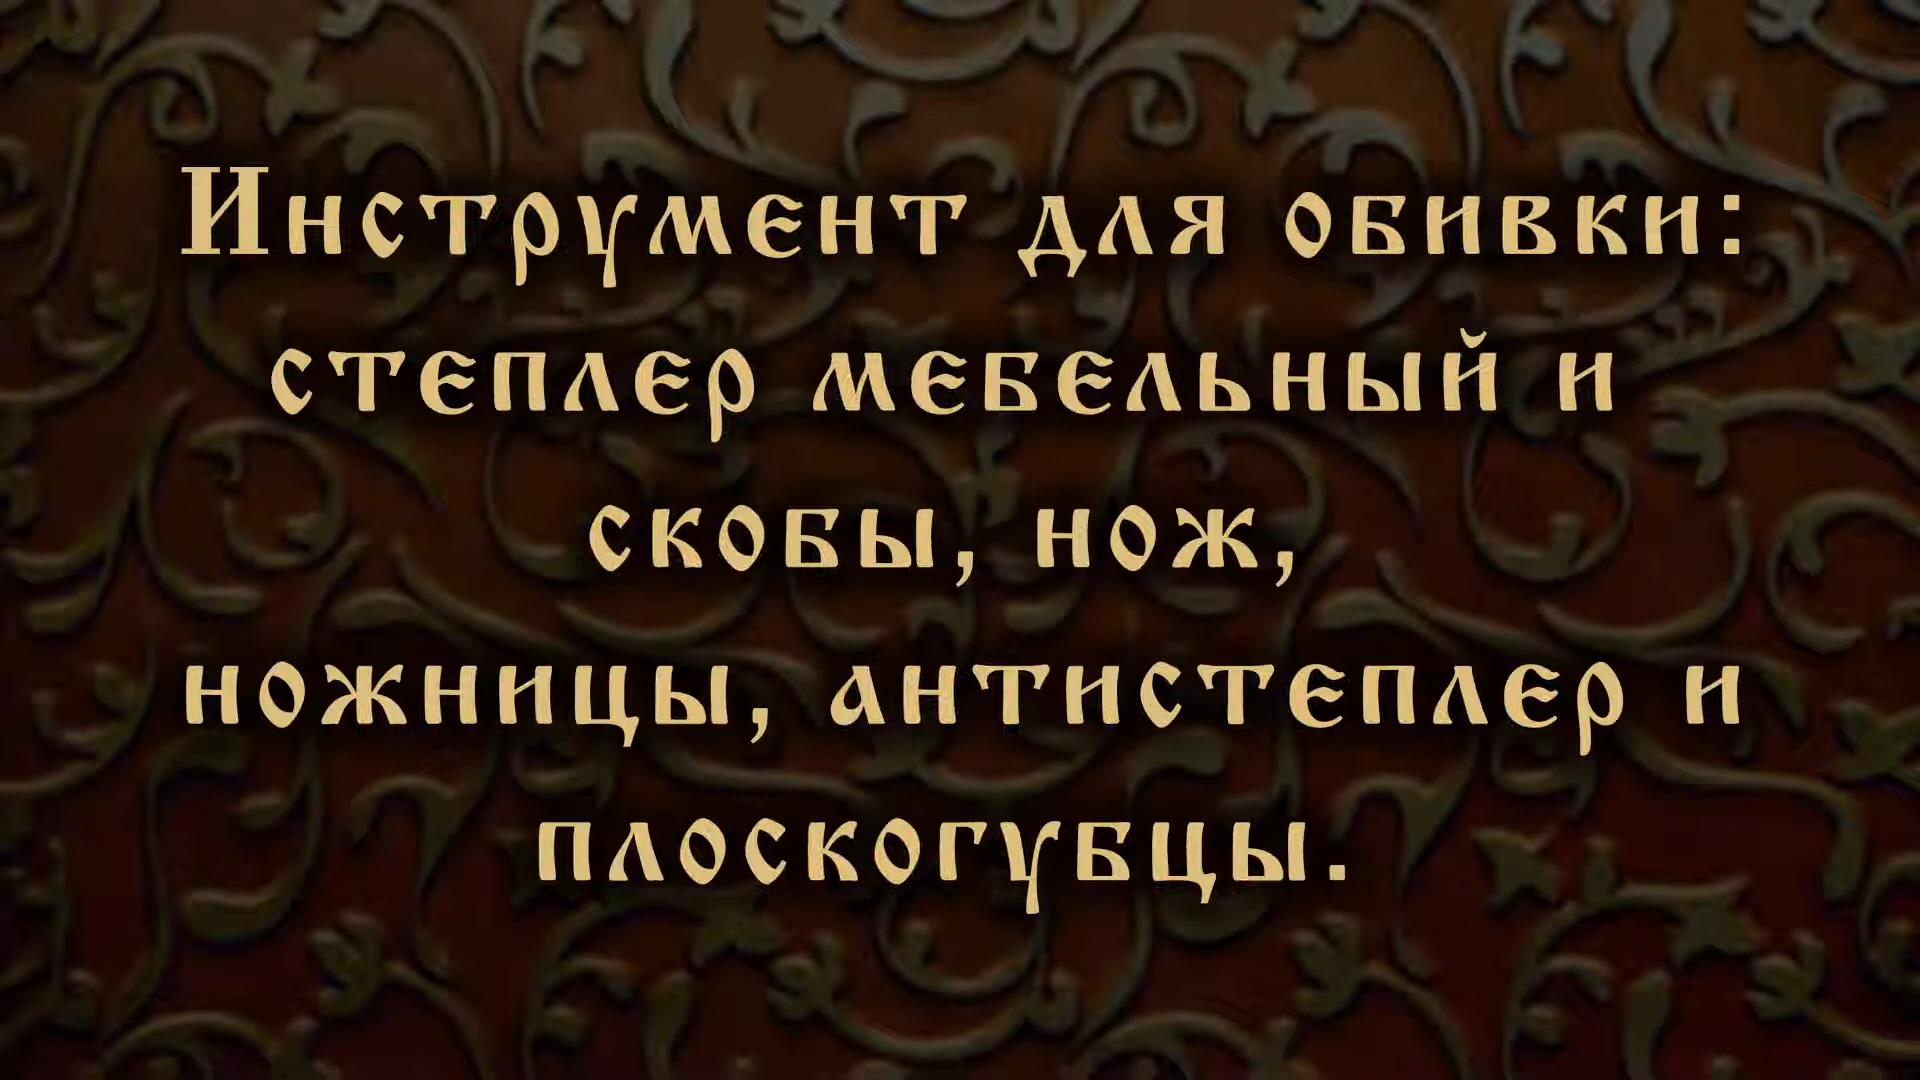 Инструмент для обивки:
степлер мебельный и
скобы, нож,
ножницы, антистеплер и
плоскогубцы.